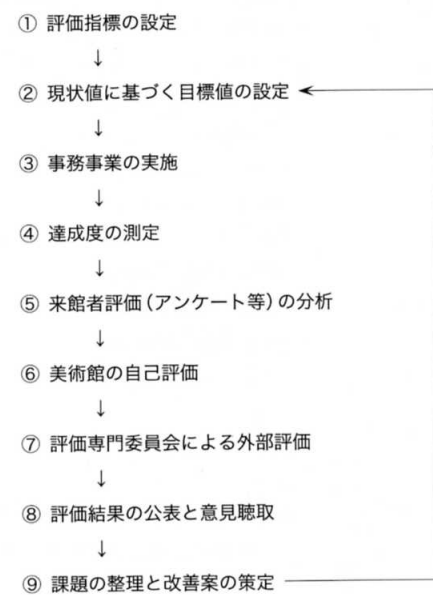 ① 評価指標の設定
↓
② 現状値に基づく目標値の設定
↓
③ 事務事業の実施
↓
④ 達成度の測定
↓
⑤ 来館者評価(アンケート等)の分析
↓
⑥ 美術館の自己評価
↓
⑦ 評価専門委員会による外部評価
↓
⑧ 評価結果の公表と意見聴取
↓
⑨ 課題の整理と改善案の策定